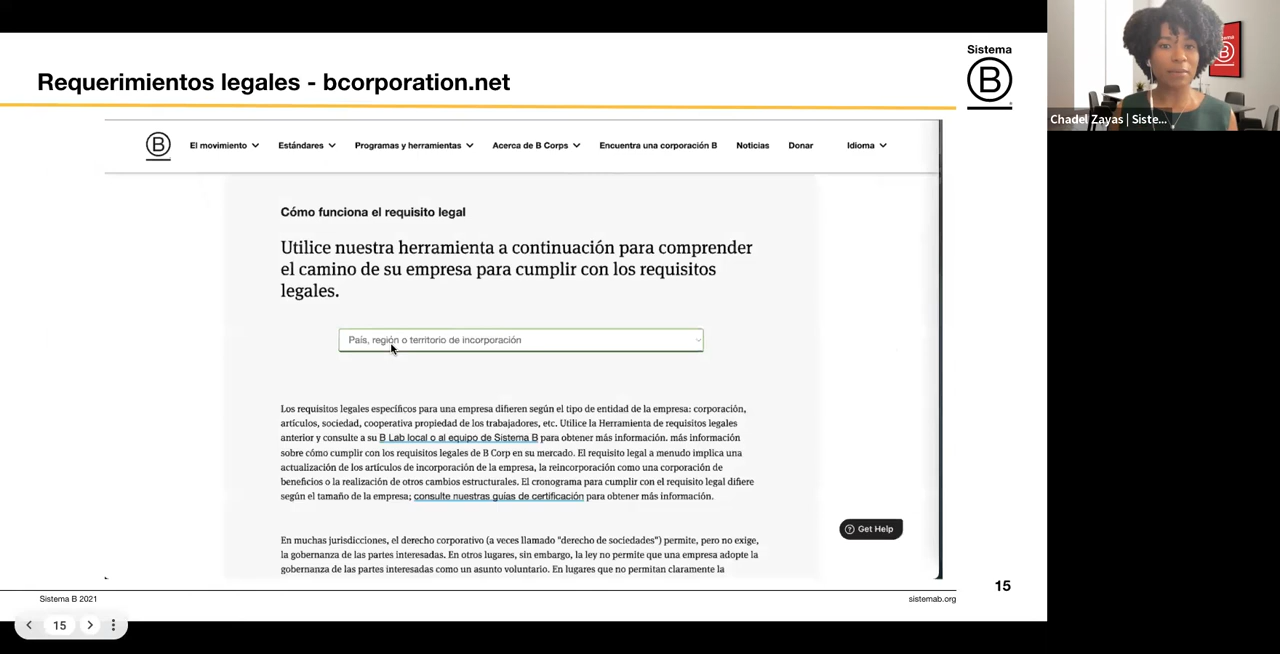 Sistema
B
Requerimientos legales - bcorporation.net
Chadel Zayas | Siste...
B
El movimiento
Estándares
Programas y herramientas
Acerca de B Corps
Encuentra una corporación B
Noticias
Donar
Idioma
Cómo funciona el requisito legal
Utilice nuestra herramienta a continuación para comprender
el camino de su empresa para cumplir con los requisitos
legales.
País, región o territorio de incorporación
Los requisitos legales específicos para una empresa difieren según el tipo de entidad de la empresa: corporación,
artículos, sociedad, cooperativa propiedad de los trabajadores, etc. Utilice la Herramienta de requisitos legales
anterior y consulte a su B Lab local o al equipo de Sistema B para obtener más información. más información
sobre cómo cumplir con los requisitos legales de B Corp en su mercado. El requisito legal a menudo implica una
actualización de los artículos de incorporación de la empresa, la reincorporación como una corporación de
beneficios o la realización de otros cambios estructurales. El cronograma para cumplir con el requisito legal difiere
según el tamaño de la empresa; consulte nuestras guías de certificación para obtener más información.
Get Help
En muchas jurisdicciones, el derecho corporativo (a veces llamado "derecho de sociedades") permite, pero no exige,
la gobernanza de las partes interesadas. En otros lugares, sin embargo, la ley no permite que una empresa adopte la
gobernanza de las partes interesadas como un asunto voluntario. En lugares que no permitan claramente la
15
Sistema B 2021
sistemab.org
15